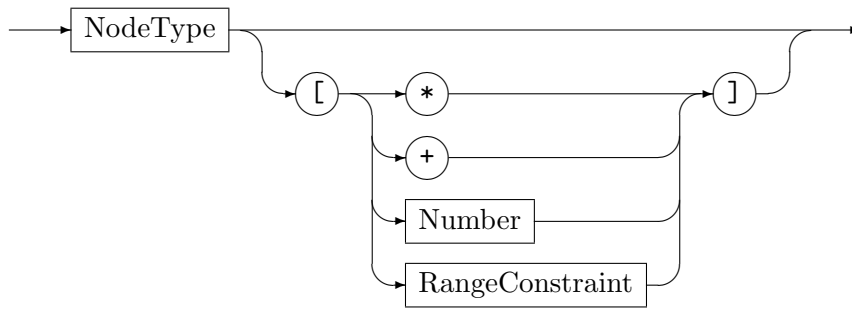 NodeType
[ * ]
+
Number
RangeConstraint